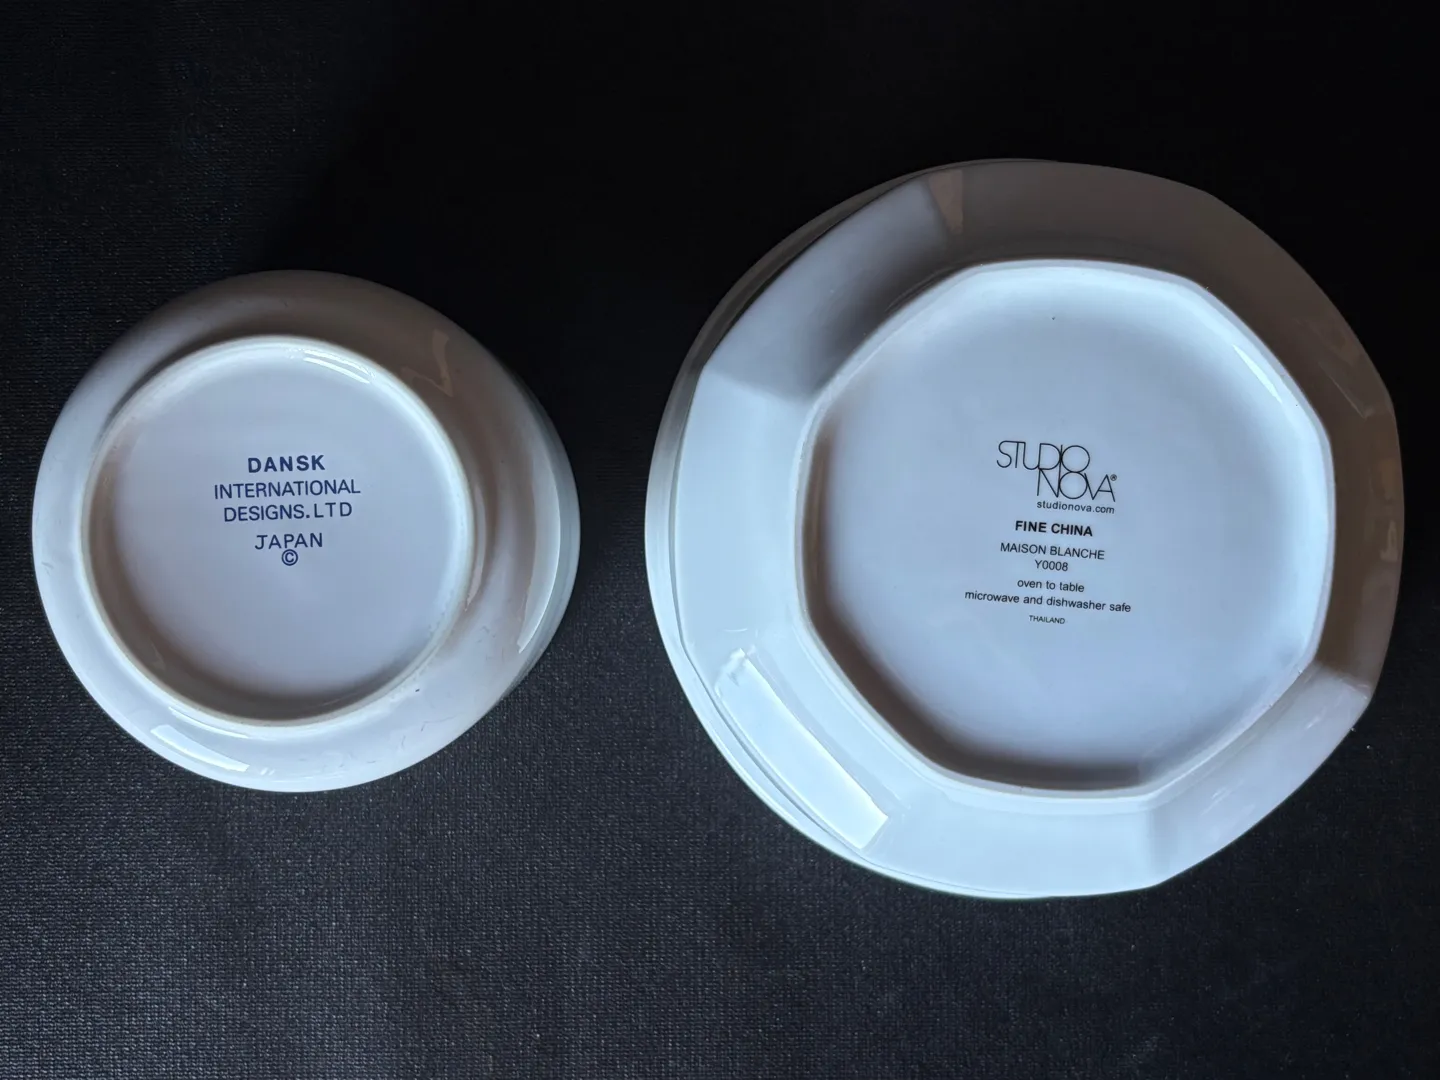 DANSK
INTERNATIONAL
DESIGNS.LTD
JAPAN
©
STUDIO
NOVA®
studionova.com
FINE CHINA
MAISON BLANCHE
Y0008
oven to table
microwave and dishwasher safe
THAILAND